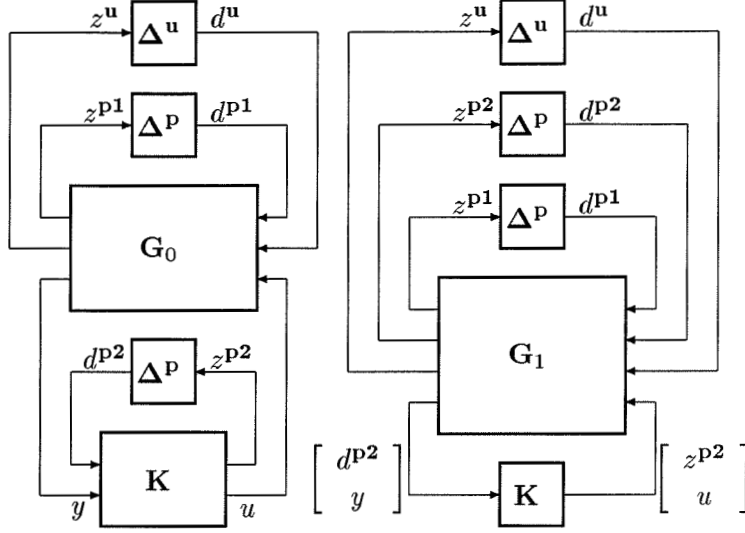 z^u Δ^u d^u
z^p1 Δ^p d^p1
G_0
d^p2 Δ^p z^p2
K
y u
z^u Δ^u d^u
z^p2 Δ^p d^p2
z^p1 Δ^p d^p1
G_1
[ d^p2 y ] K [ z^p2 u ]